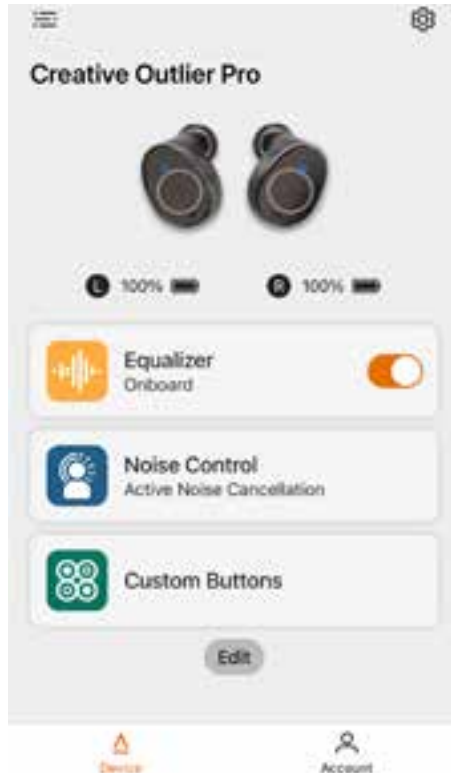 Creative Outlier Pro
L 100% R 100%
Equalizer
Onboard
Noise Control
Active Noise Cancellation
Custom Buttons
Edit
Device Account